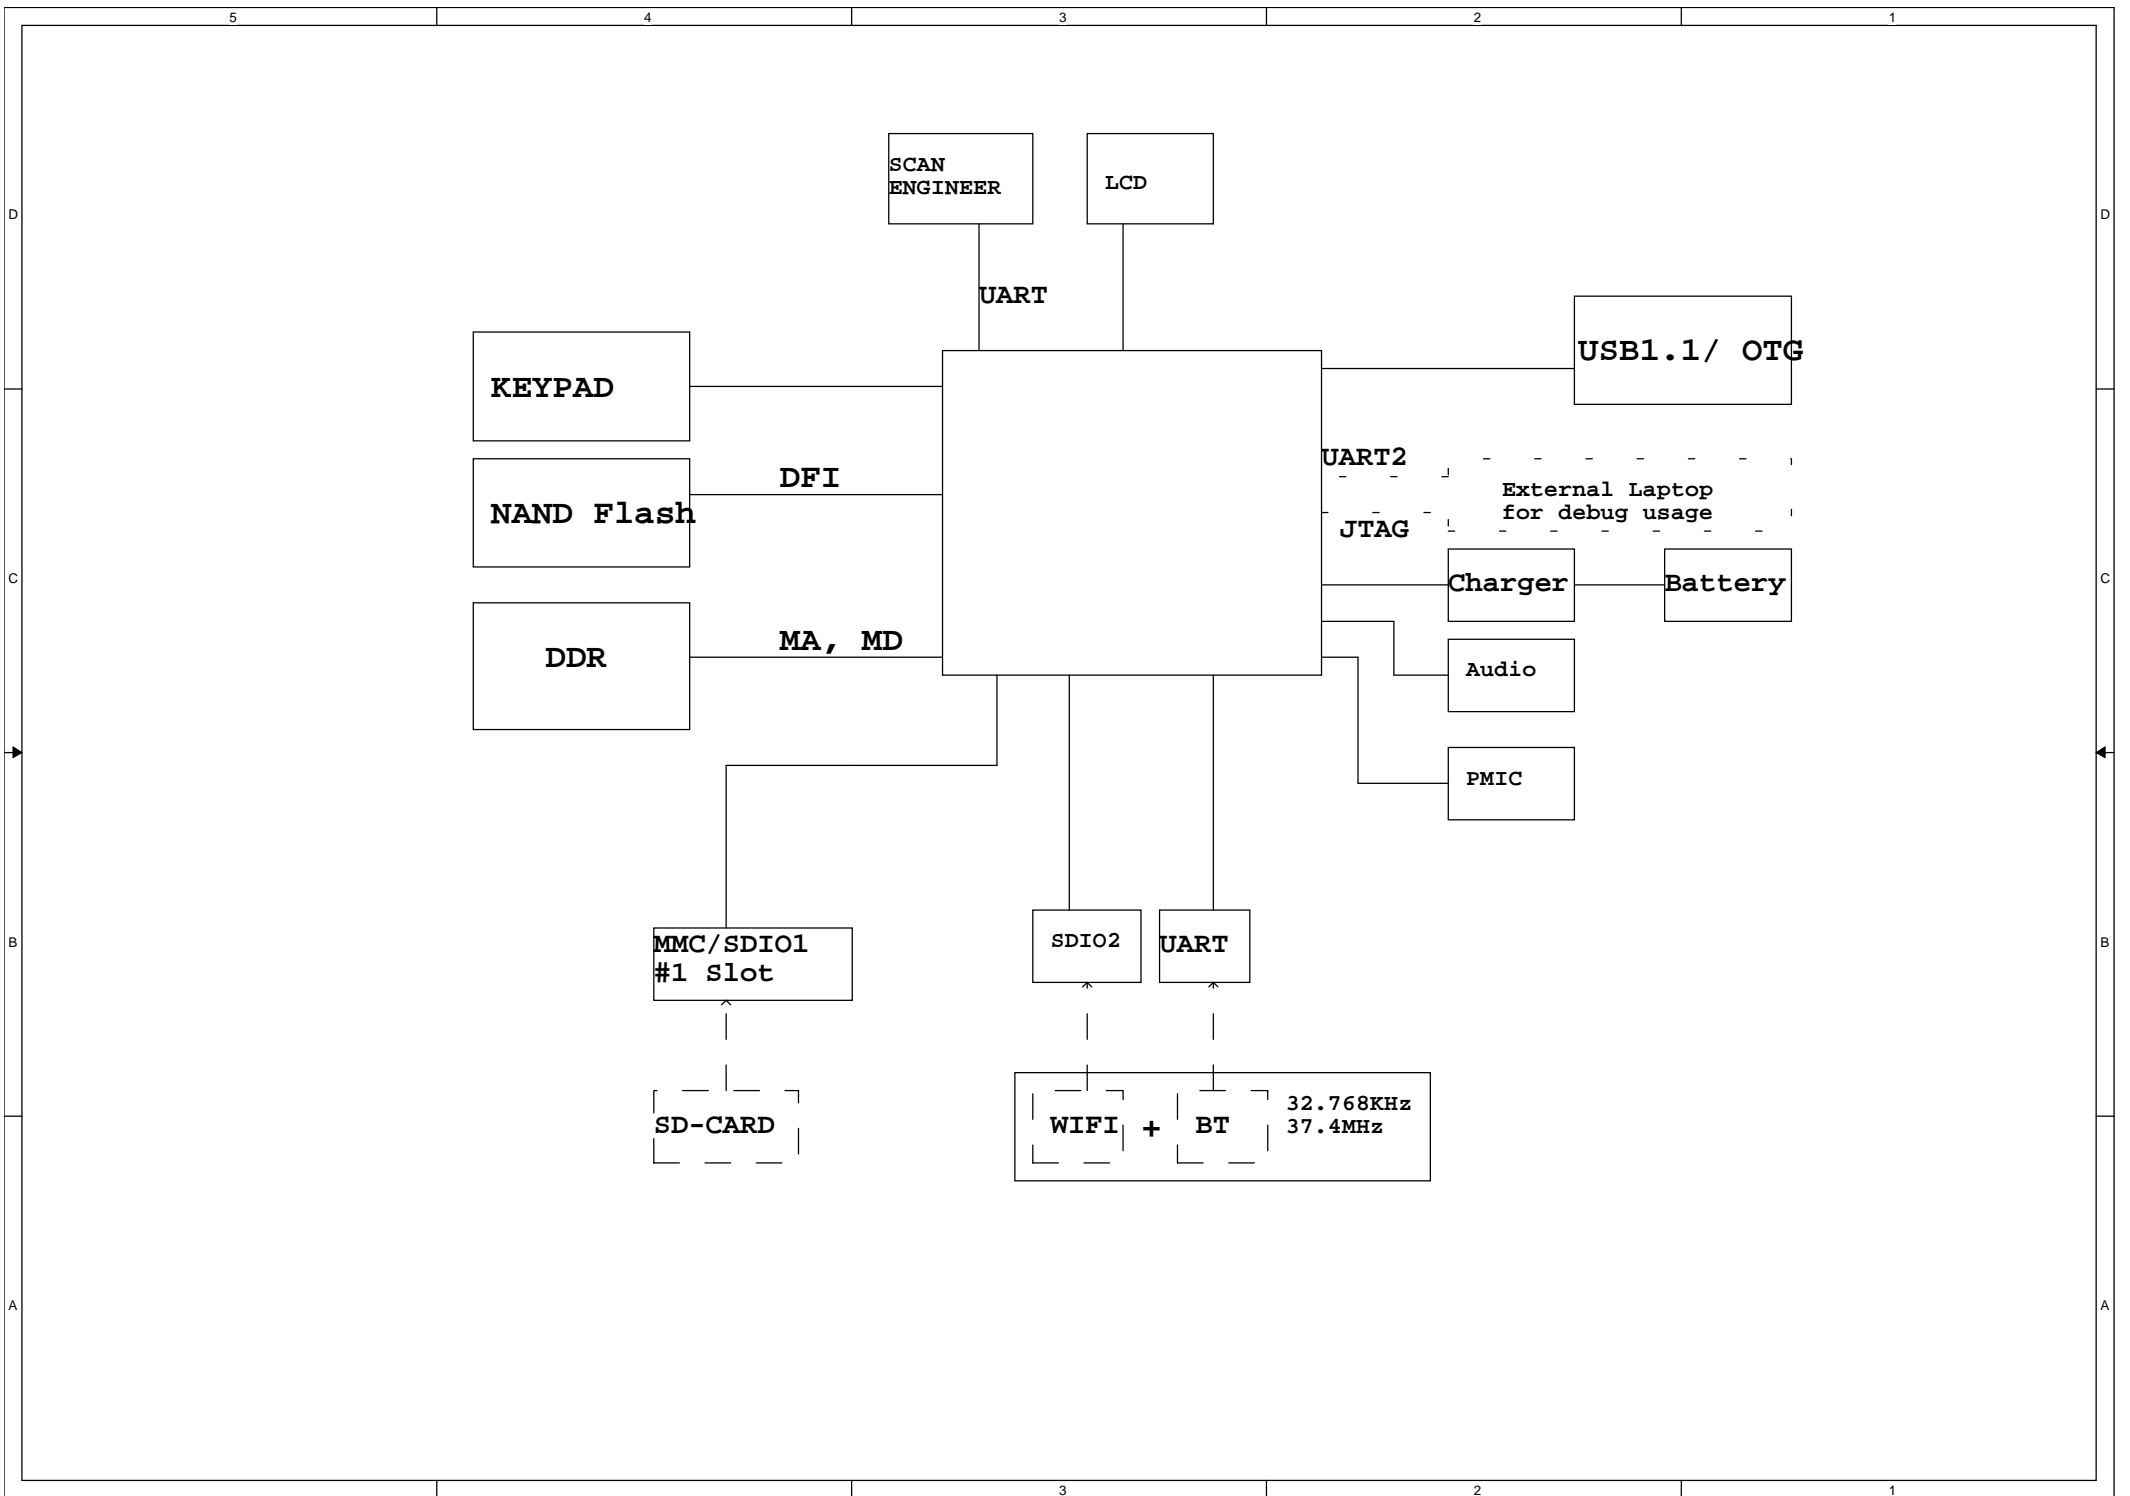 5 4 3 2 1
SCAN
ENGINEER
LCD
D D
UART
USB1.1/ OTG
KEYPAD
UART2
DFI
External Laptop
NAND Flash
for debug usage
JTAG
C C
Charger
Battery
MA, MD
DDR
Audio
PMIC
B B
MMC/SDIO1
#1 Slot
SDIO2
UART
32.768KHz
SD-CARD
WIFI + BT
37.4MHz
A A
3 2 1